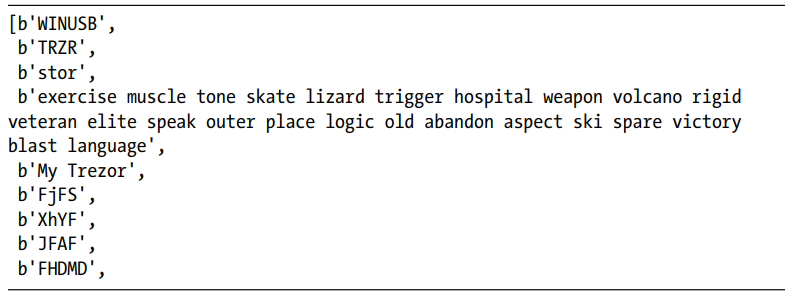 [b'WINUSB',
b'TRZR',
b'stor',
b'exercise muscle tone skate lizard trigger hospital weapon volcano rigid
veteran elite speak outer place logic old abandon aspect ski spare victory
blast language',
b'My Trezor',
b'FjFS',
b'XhYF',
b'JFAF',
b'FHDMD',